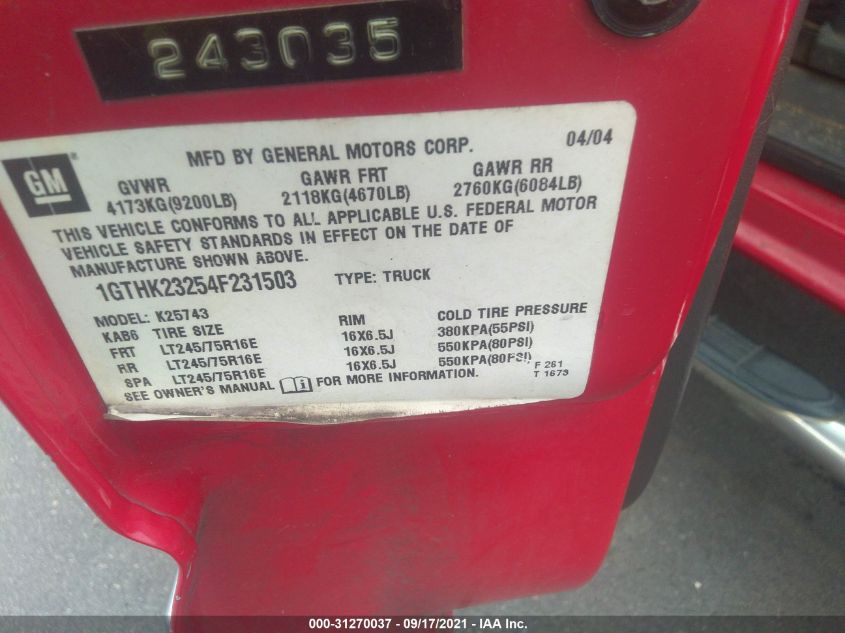 243035
GM
®
MFD BY GENERAL MOTORS CORP.
04/04
GVWR GAWR FRT GAWR RR
4173KG(9200LB) 2118KG(4670LB) 2760KG(6084LB)
THIS VEHICLE CONFORMS TO ALL APPLICABLE U.S. FEDERAL MOTOR
VEHICLE SAFETY STANDARDS IN EFFECT ON THE DATE OF
MANUFACTURE SHOWN ABOVE.
1GTHK23254F231503 TYPE: TRUCK
MODEL: K25743
KAB6 TIRE SIZE RIM COLD TIRE PRESSURE
FRT LT245/75R16E 16X6.5J 380KPA(55PSI)
RR LT245/75R16E 16X6.5J 550KPA(80PSI)
SPA LT245/75R16E 16X6.5J 550KPA(80PSI)
SEE OWNER'S MANUAL FOR MORE INFORMATION.
F 261
T 1673
000-31270037 - 09/17/2021 - IAA Inc.